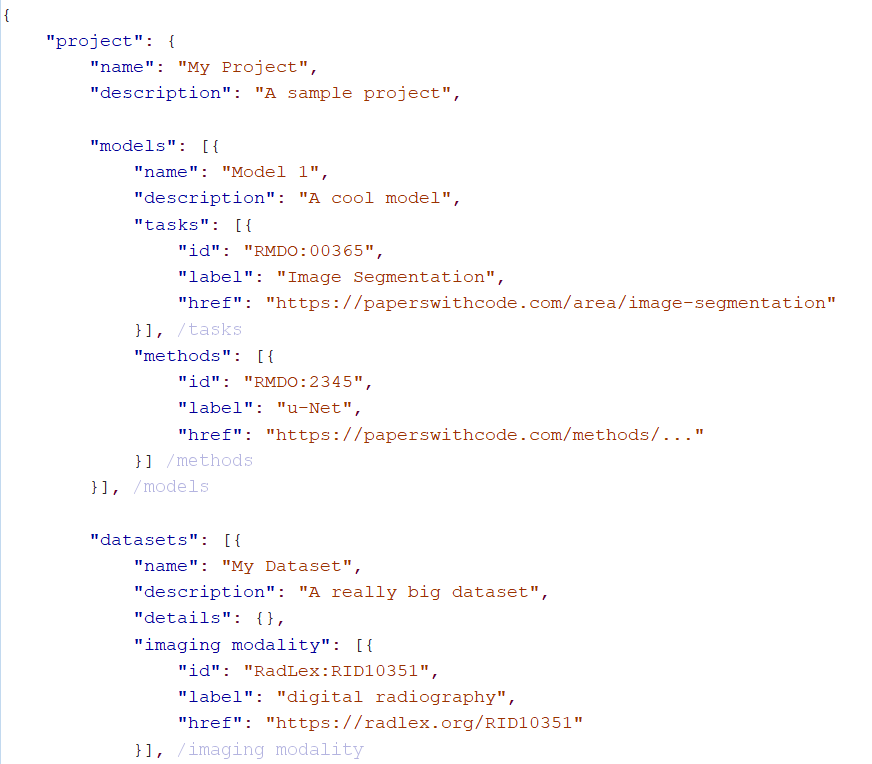 {
    "project": {
        "name": "My Project",
        "description": "A sample project",

        "models": [{
            "name": "Model 1",
            "description": "A cool model",
            "tasks": [{
                "id": "RMDO:00365",
                "label": "Image Segmentation",
                "href": "https://paperswithcode.com/area/image-segmentation"
            }], /tasks
            "methods": [{
                "id": "RMDO:2345",
                "label": "u-Net",
                "href": "https://paperswithcode.com/methods/..."
            }] /methods
        }], /models

        "datasets": [{
            "name": "My Dataset",
            "description": "A really big dataset",
            "details": {},
            "imaging modality": [{
                "id": "RadLex:RID10351",
                "label": "digital radiography",
                "href": "https://radlex.org/RID10351"
            }], /imaging modality